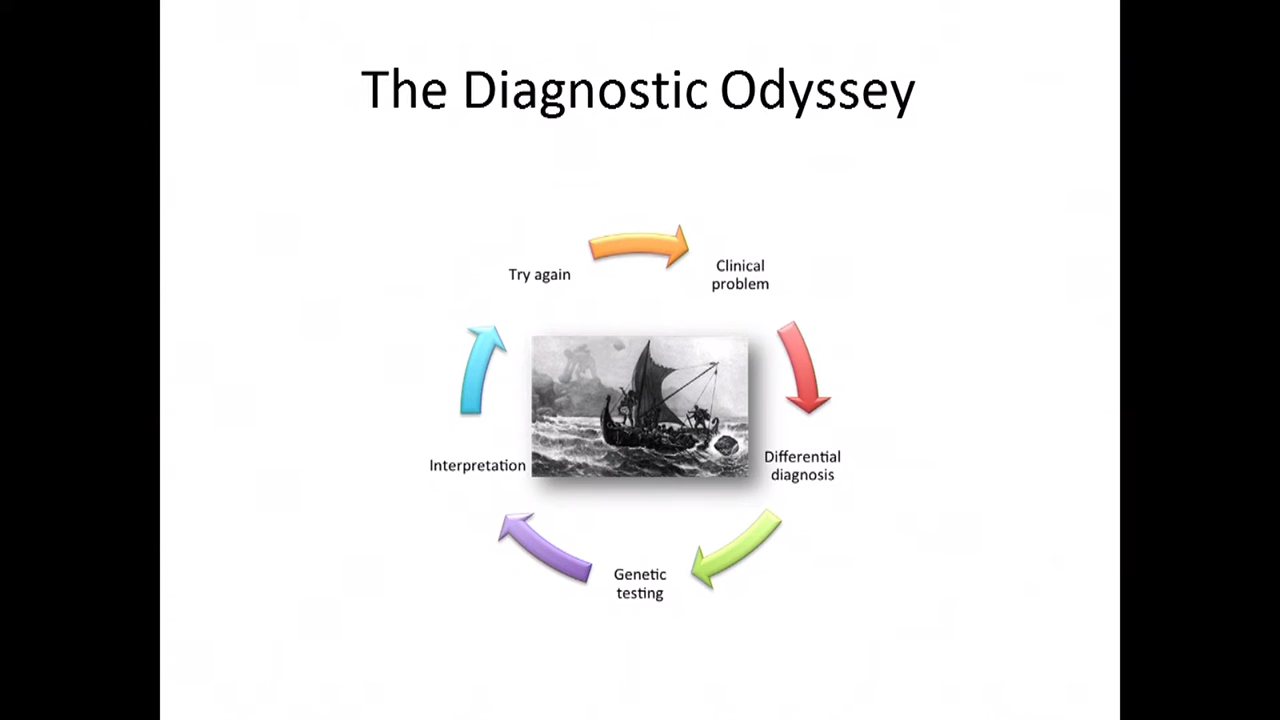 The Diagnostic Odyssey
Try again
Clinical
problem
Differential
diagnosis
Genetic
testing
Interpretation